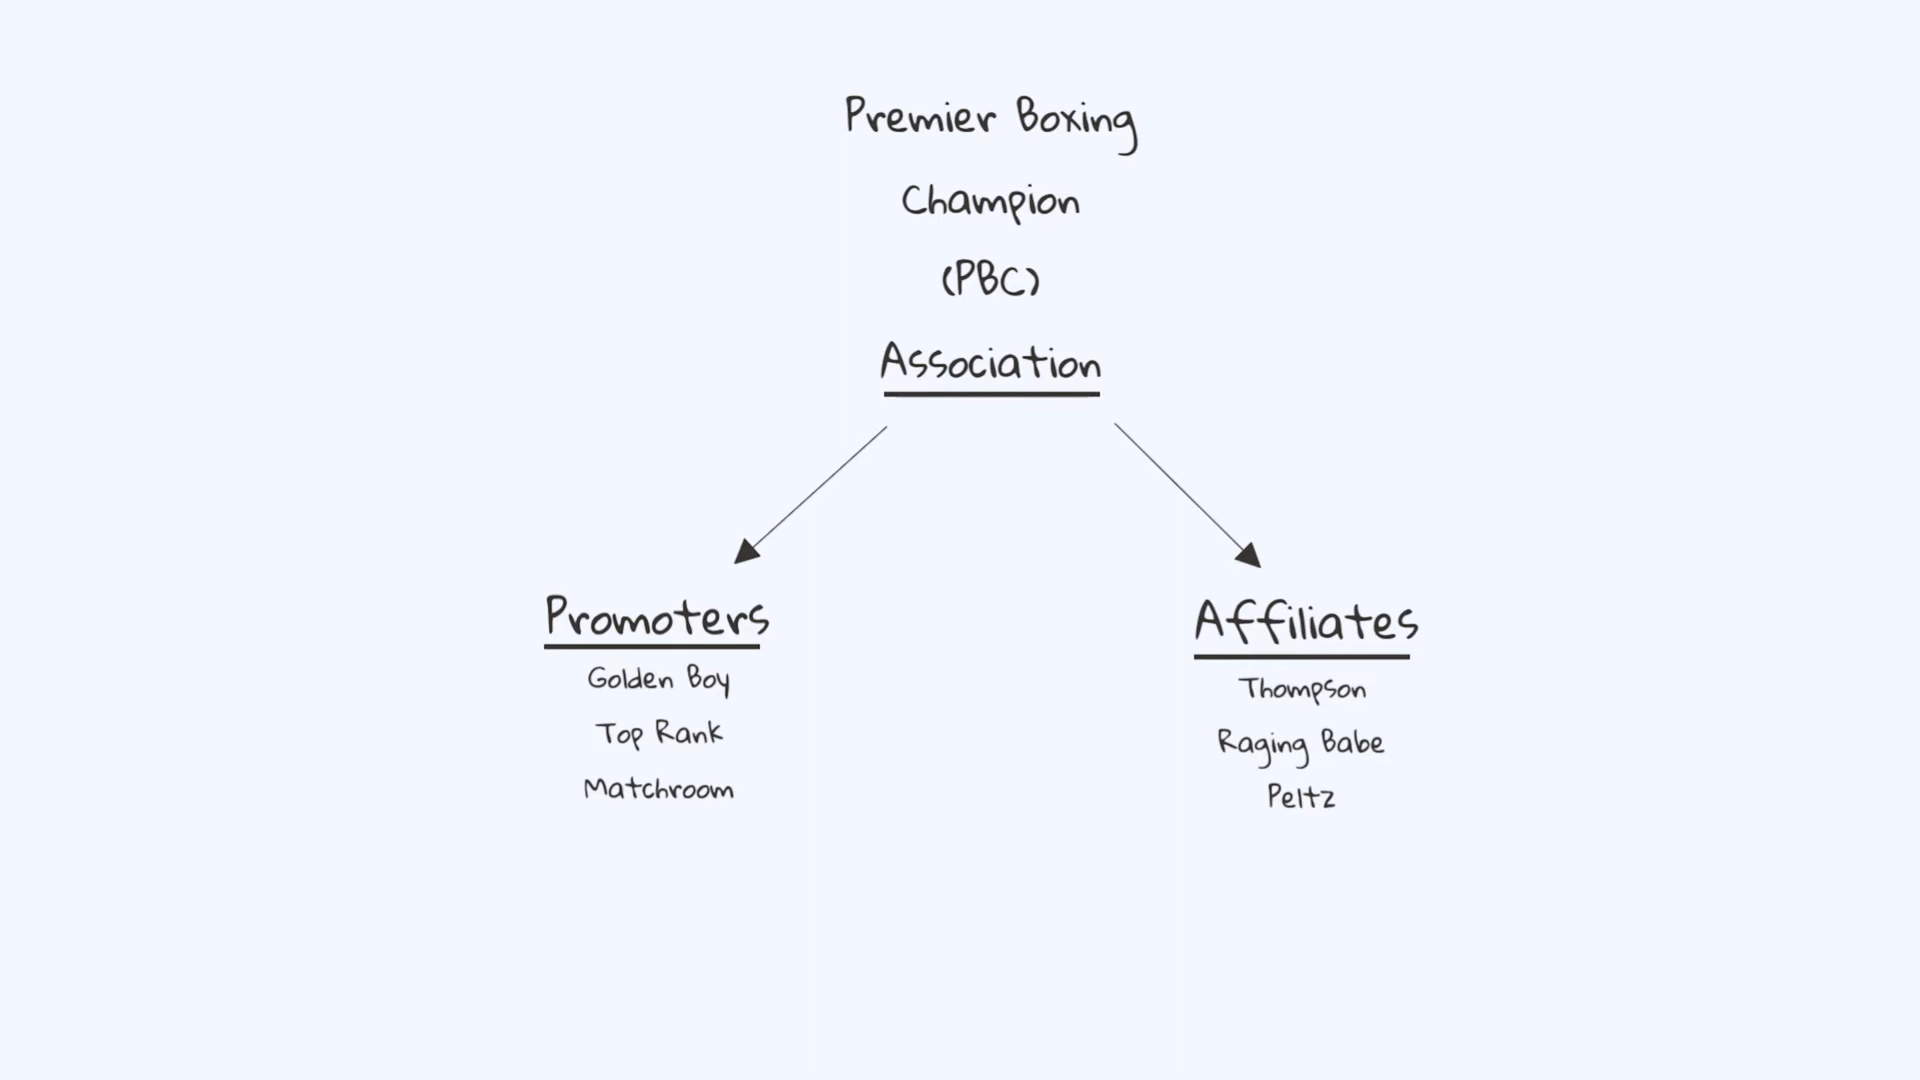 Premier Boxing
Champion
(PBC)
Association
Promoters
Golden Boy
Top Rank
Matchroom
Affiliates
Thompson
Raging Babe
Peltz